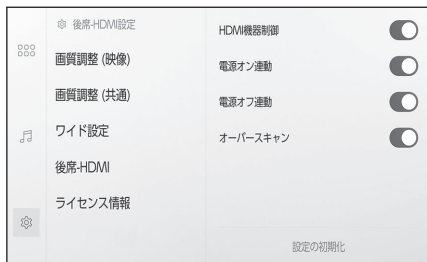 後席-HDMI設定
画質調整 (映像)
画質調整 (共通)
ワイド設定
後席-HDMI
ライセンス情報
HDMI機器制御
電源オン連動
電源オフ連動
オーバースキャン
設定の初期化